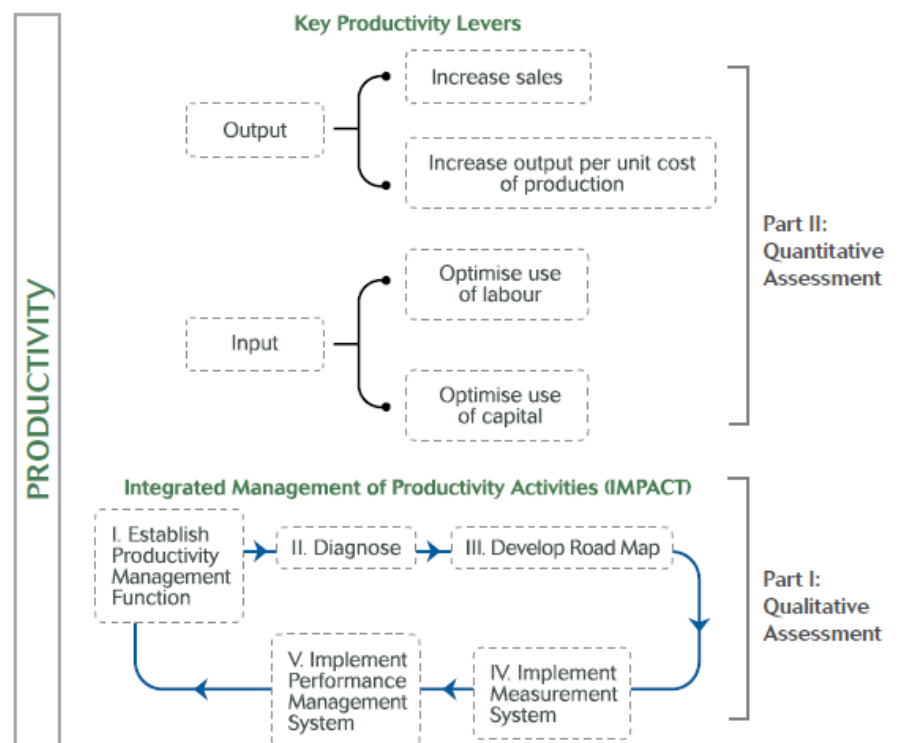 PRODUCTIVITY
Key Productivity Levers
Output
Increase sales
Increase output per unit cost
of production
Input
Optimise use
of labour
Optimise use
of capital
Part II:
Quantitative
Assessment
Integrated Management of Productivity Activities (IMPACT)
I. Establish
Productivity
Management
Function
II. Diagnose
III. Develop Road Map
IV. Implement
Measurement
System
V. Implement
Performance
Management
System
Part I:
Qualitative
Assessment